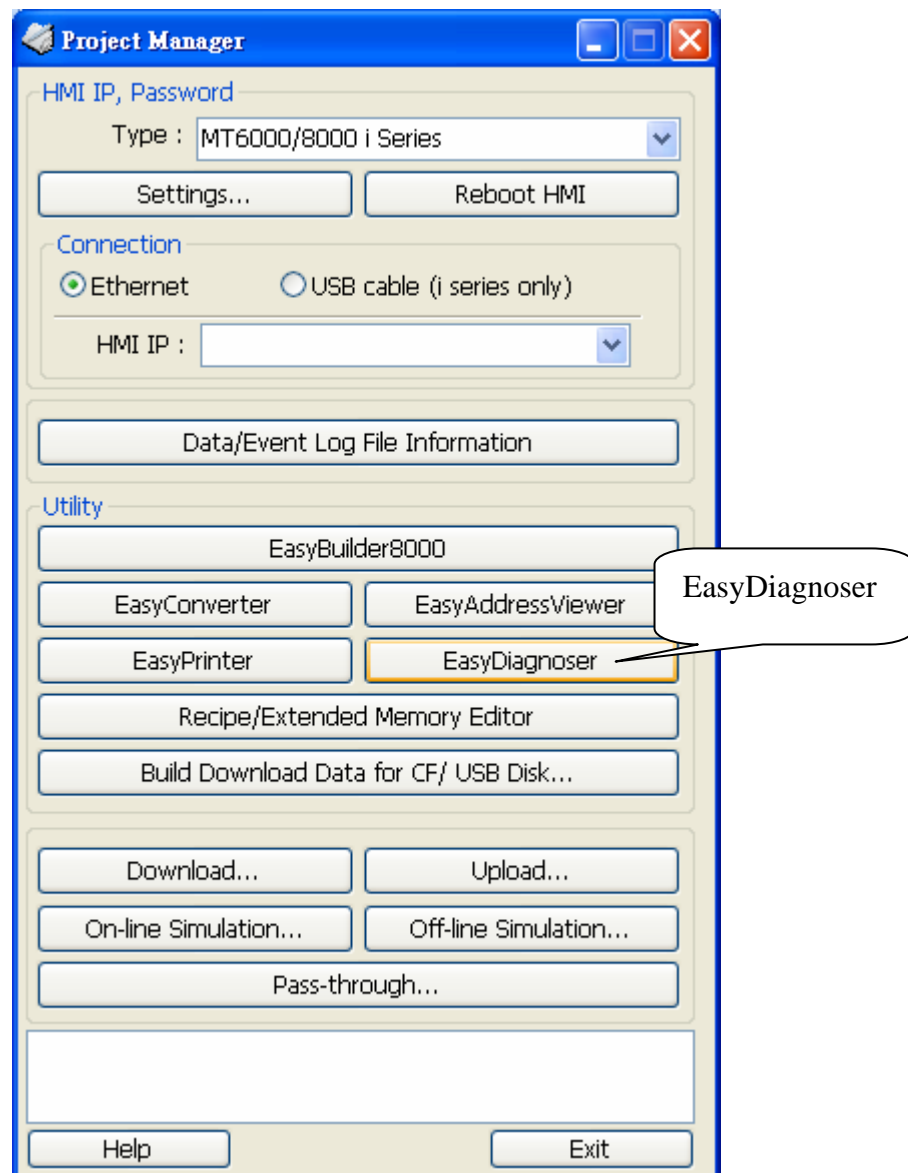 Project Manager
HMI IP, Password
Type : MT6000/8000 i Series
Settings... Reboot HMI
Connection
Ethernet USB cable (i series only)
HMI IP :
Data/Event Log File Information
Utility
EasyBuilder8000
EasyConverter EasyAddressViewer
EasyDiagnoser
EasyPrinter EasyDiagnoser
Recipe/Extended Memory Editor
Build Download Data for CF/ USB Disk...
Download... Upload...
On-line Simulation... Off-line Simulation...
Pass-through...
Help Exit